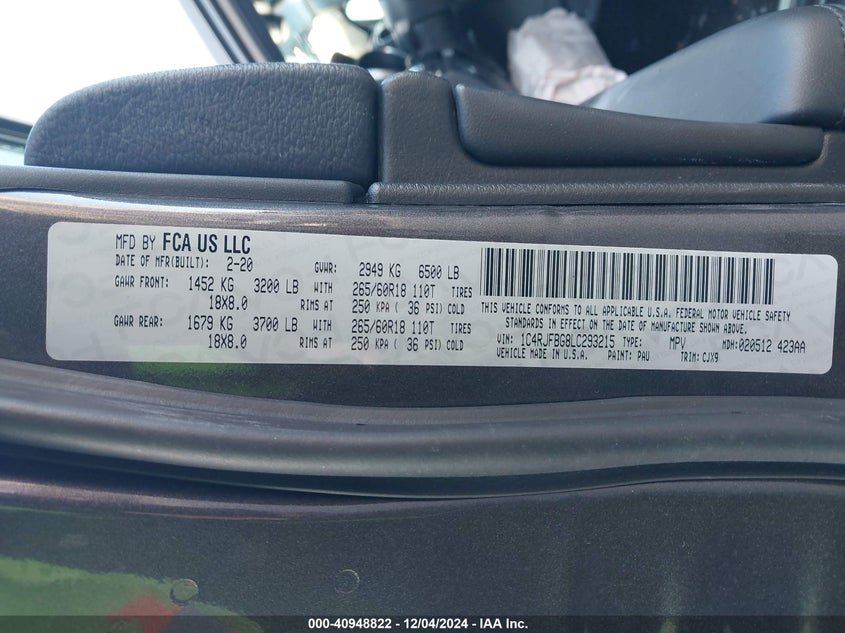 MFD BY FCA US LLC
DATE OF MFR(BUILT): 2-20 GVWR: 2949 KG 6500 LB
GAWR FRONT: 1452 KG 3200 LB WITH 265/60R18 110T TIRES
18X8.0 RIMS AT 250 KPA ( 36 PSI) COLD
GAWR REAR: 1679 KG 3700 LB WITH 265/60R18 110T TIRES
18X8.0 RIMS AT 250 KPA ( 36 PSI) COLD
THIS VEHICLE CONFORMS TO ALL APPLICABLE U.S.A. FEDERAL MOTOR VEHICLE SAFETY
STANDARDS IN EFFECT ON THE DATE OF MANUFACTURE SHOWN ABOVE.
VIN: 1C4RJFBG8LC293215 TYPE: MPV MDH:020512 423AA
VEHICLE MADE IN U.S.A. PAINT: PAU TRIM: CJX9
000-40948822 - 12/04/2024 - IAA Inc.